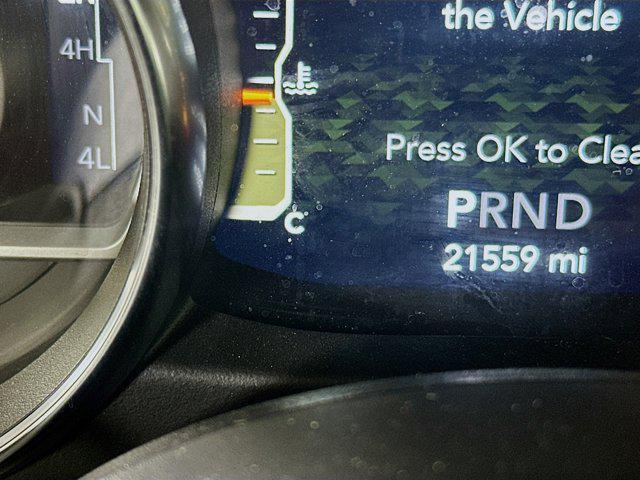 the Vehicle
4H
N
4L
Press OK to Clea
PRND
C
21559 mi